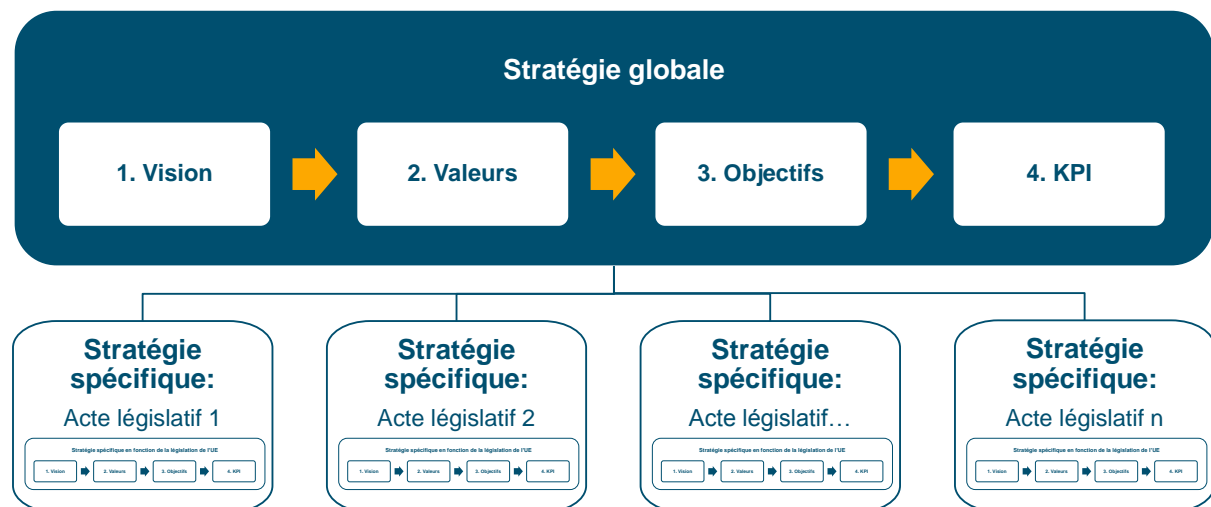 Stratégie globale
1. Vision
2. Valeurs
3. Objectifs
4. KPI
Stratégie
spécifique:
Acte législatif 1
Stratégie spécifique en fonction de la législation de l'UE
1. Vision
2. Valeurs
3. Objectifs
4. KPI
Stratégie
spécifique:
Acte législatif 2
Stratégie spécifique en fonction de la législation de l'UE
1. Vision
2. Valeurs
3. Objectifs
4. KPI
Stratégie
spécifique:
Acte législatif…
Stratégie spécifique en fonction de la législation de l'UE
1. Vision
2. Valeurs
3. Objectifs
4. KPI
Stratégie
spécifique:
Acte législatif n
Stratégie spécifique en fonction de la législation de l'UE
1. Vision
2. Valeurs
3. Objectifs
4. KPI